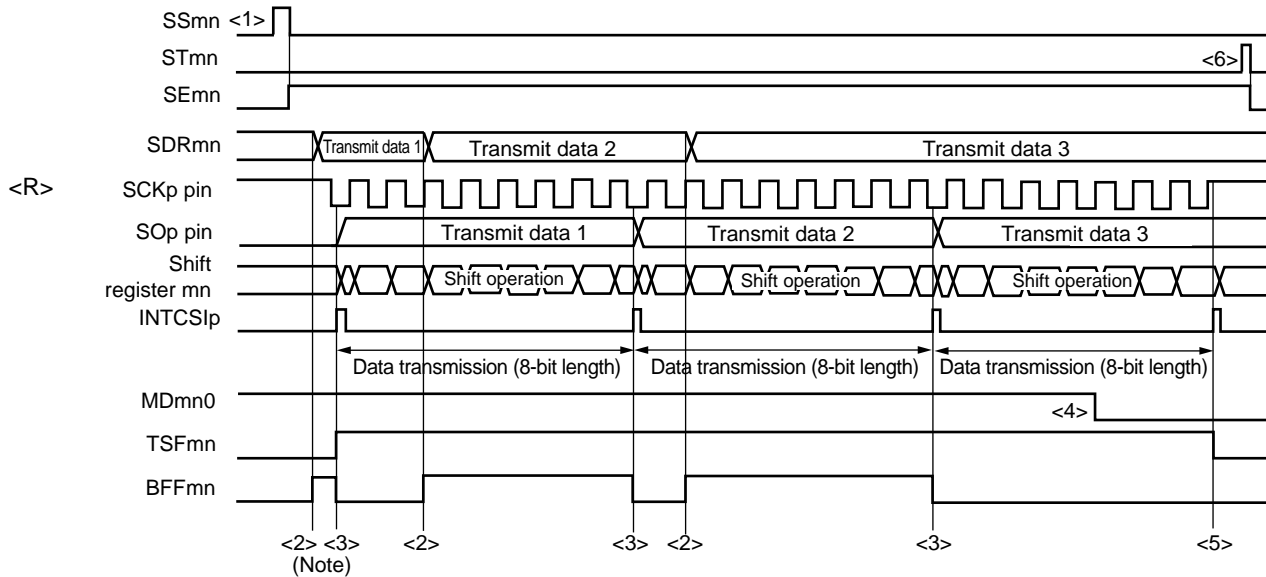 SSmn <1>
STmn <6>
SEmn
SDRmn Transmit data 1 Transmit data 2 Transmit data 3
<R> SCKp pin
SOp pin Transmit data 1 Transmit data 2 Transmit data 3
Shift
register mn Shift operation Shift operation Shift operation
INTCSIp
Data transmission (8-bit length) Data transmission (8-bit length) Data transmission (8-bit length)
MDmn0 <4>
TSFmn
BFFmn
<2> <3> <2> <3> <2> <3> <5>
(Note)